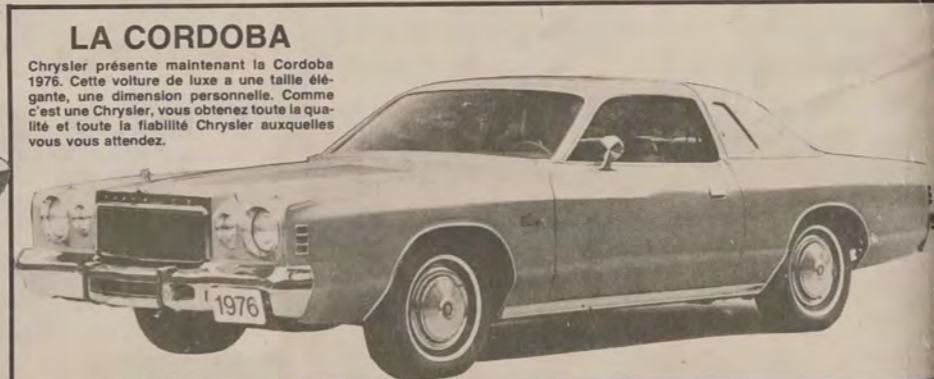 LA CORDOBA
Chrysler présente maintenant la Cordoba
1976. Cette voiture de luxe a une taille élé-
gante, une dimension personnelle. Comme
c'est une Chrysler, vous obtenez toute la qua-
lité et toute la fiabilité Chrysler auxquelles
vous vous attendez.
1976